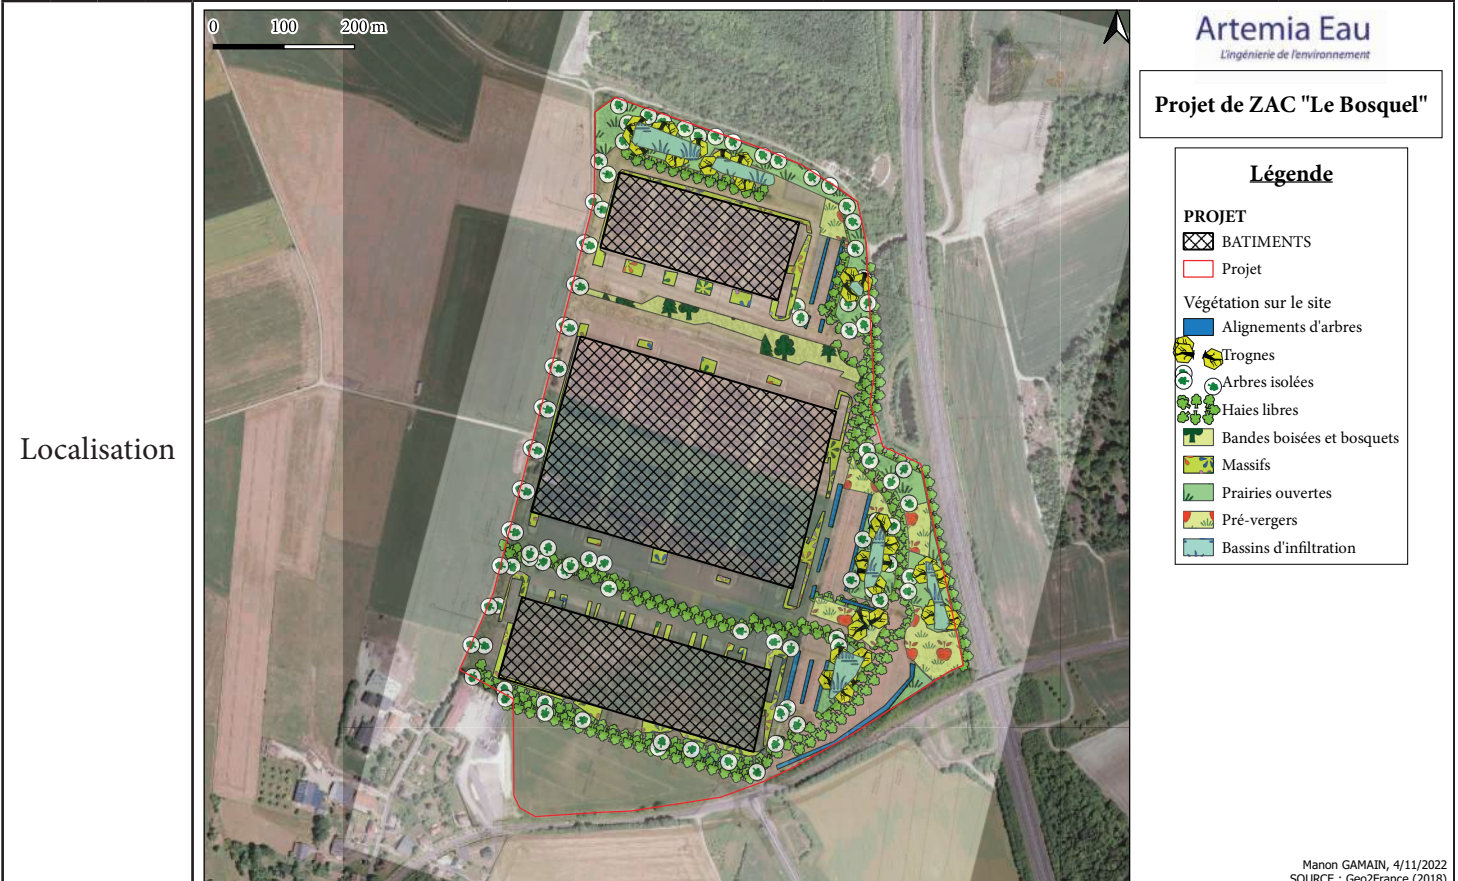 Localisation
0 100 200 m
Artemia Eau
L'ingénierie de l'environnement
Projet de ZAC "Le Bosquel"
Légende
PROJET
BATIMENTS
Projet
Végétation sur le site
Alignements d'arbres
Trognes
Arbres isolées
Haies libres
Bandes boisées et bosquets
Massifs
Prairies ouvertes
Pré-vergers
Bassins d'infiltration
Manon GAMAIN, 4/11/2022
SOURCE : Geo2France (2018)